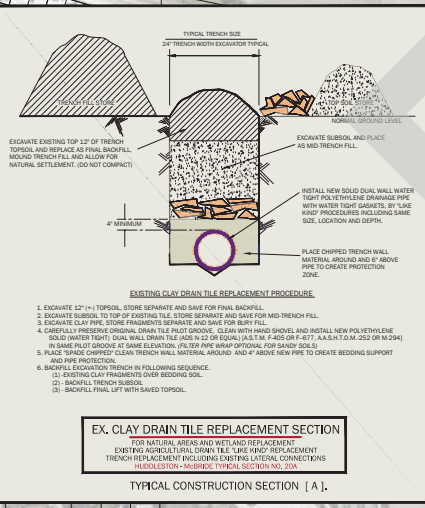 TYPICAL TRENCH SIZE
24" TRENCH WIDTH EXCAVATOR TYPICAL
TRENCH FILL STORE
TOP SOIL STORE
NORMAL GROUND LEVEL
EXCAVATE EXISTING TOP 12" OF TRENCH
TOPSOIL AND REPLACE AS FINAL BACKFILL,
MOUND TRENCH FILL AND ALLOW FOR
NATURAL SETTLEMENT. (DO NOT COMPACT)
EXCAVATE SUBSOIL AND PLACE
AS MID-TRENCH FILL.
INSTALL NEW SOLID DUAL WALL WATER
TIGHT POLYETHYLENE DRAINAGE PIPE
WITH WATER TIGHT GASKETS, BY "LIKE
KIND" PROCEDURES INCLUDING SAME
SIZE, LOCATION AND DEPTH.
4" MINIMUM
PLACE CHIPPED TRENCH WALL
MATERIAL AROUND AND 6" ABOVE
PIPE TO CREATE PROTECTION
ZONE.
EXISTING CLAY DRAIN TILE REPLACEMENT PROCEDURE
1. EXCAVATE 12" (+-) TOPSOIL, STORE SEPARATE AND SAVE FOR FINAL BACKFILL.
2. EXCAVATE SUBSOIL TO TOP OF EXISTING TILE, STORE SEPARATE AND SAVE FOR MID-TRENCH FILL.
3. EXCAVATE CLAY PIPE, STORE FRAGMENTS SEPARATE AND SAVE FOR BURY FILL.
4. CAREFULLY PRESERVE ORIGINAL DRAIN TILE PILOT GROOVE, CLEAN WITH HAND SHOVEL AND INSTALL NEW POLYETHYLENE
SOLID (WATER TIGHT) DUAL WALL DRAIN TILE (ADS N-12 OR EQUAL) [A.S.T.M. F-405 OR F-677, A.A.S.H.T.O.M.-252 OR M-294)
IN SAME PILOT GROOVE AT SAME ELEVATION. (FILTER PIPE WRAP OPTIONAL FOR SANDY SOILS)
5. PLACE "SPADE CHIPPED" CLEAN TRENCH WALL MATERIAL AROUND AND 4" ABOVE NEW PIPE TO CREATE BEDDING SUPPORT
AND PIPE PROTECTION.
6. BACKFILL EXCAVATION TRENCH IN FOLLOWING SEQUENCE.
(1) -EXISTING CLAY FRAGMENTS OVER BEDDING SOIL.
(2) - BACKFILL TRENCH SUBSOIL
(3) - BACKFILL FINAL LIFT WITH SAVED TOPSOIL.
EX. CLAY DRAIN TILE REPLACEMENT SECTION
FOR NATURAL AREAS AND WETLAND REPLACEMENT
EXISTING AGRICULTURAL DRAIN TILE "LIKE KIND" REPLACEMENT
TRENCH REPLACEMENT INCLUDING EXISTING LATERAL CONNECTIONS
HUDDLESTON - McBRIDE TYPICAL SECTION NO. 20A
TYPICAL CONSTRUCTION SECTION [ A ].